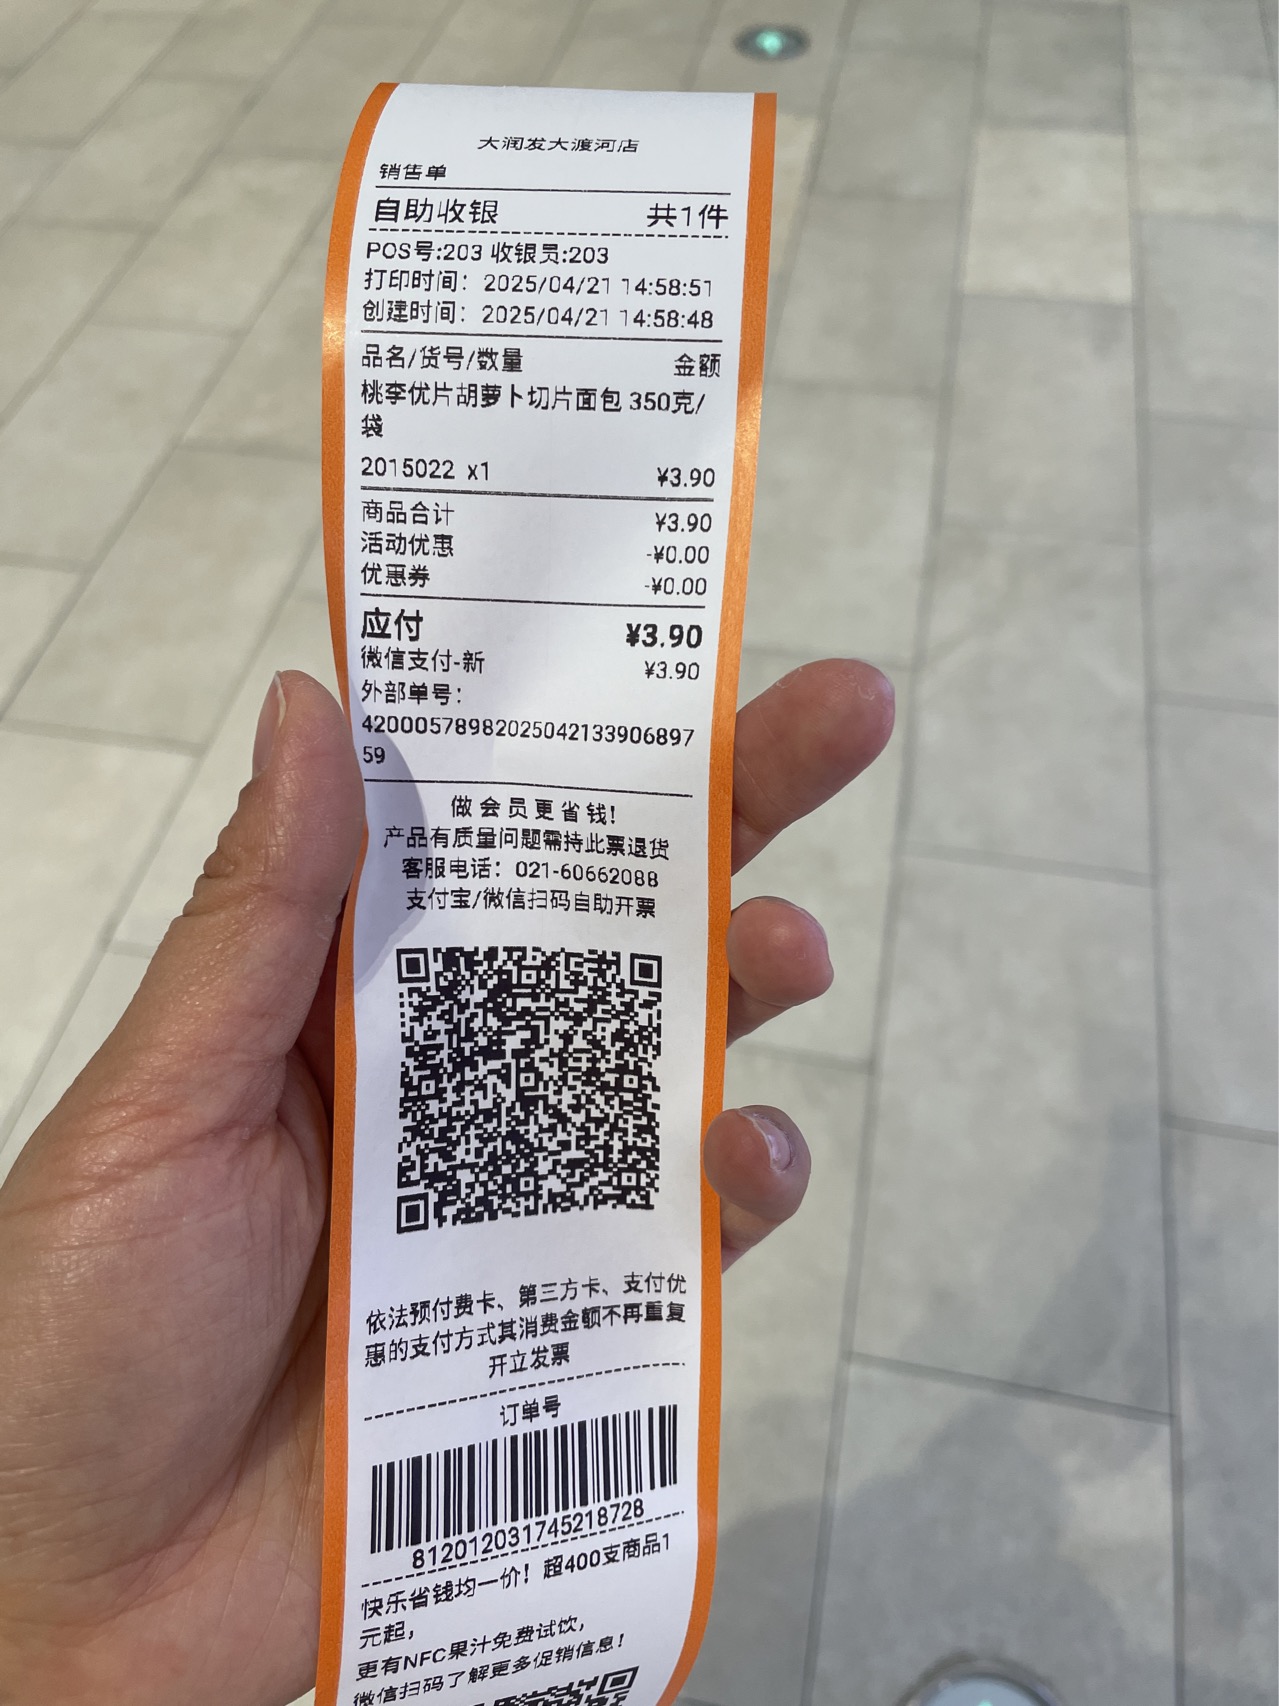 大润发大渡河店
销售单
自助收银 共1件
POS号:203 收银员:203
打印时间：2025/04/21 14:58:51
创建时间：2025/04/21 14:58:48
品名/货号/数量 金额
桃李优片胡萝卜切片面包 350克/
袋
2015022 x1 ¥3.90
商品合计 ¥3.90
活动优惠 -¥0.00
优惠券 -¥0.00
应付 ¥3.90
微信支付-新 ¥3.90
外部单号：
42000578982025042133906897
59
做会员更省钱！
产品有质量问题需持此票退货
客服电话：021-60662088
支付宝/微信扫码自助开票
依法预付费卡、第三方卡、支付优
惠的支付方式其消费金额不再重复
开立发票
订单号
812012031745218728
快乐省钱均一价！超400支商品1
元起，
更有NFC果汁免费试饮，
微信扫码了解更多促销信息！